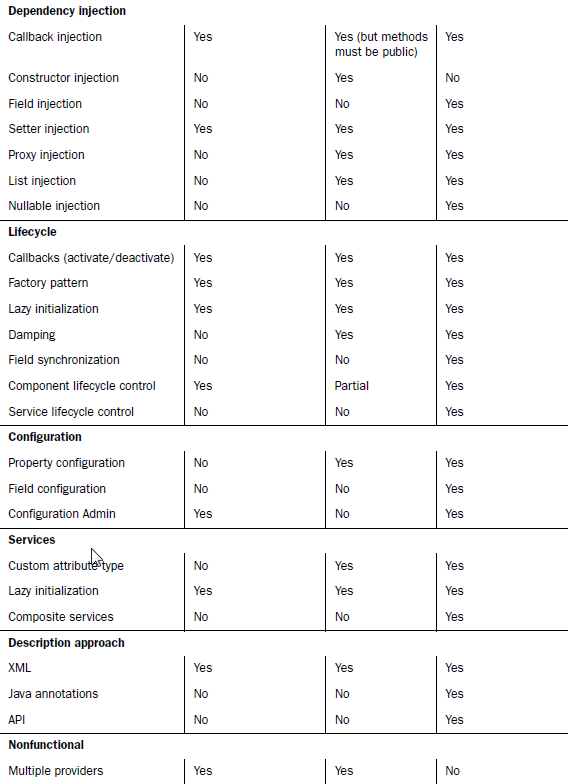 Dependency injection
Callback injection Yes Yes (but methods must be public) Yes
Constructor injection No Yes No
Field injection No No Yes
Setter injection Yes Yes Yes
Proxy injection No Yes Yes
List injection No Yes Yes
Nullable injection No No Yes
Lifecycle
Callbacks (activate/deactivate) Yes Yes Yes
Factory pattern Yes Yes Yes
Lazy initialization Yes Yes Yes
Damping No Yes Yes
Field synchronization No No Yes
Component lifecycle control Yes Partial Yes
Service lifecycle control No No Yes
Configuration
Property configuration No Yes Yes
Field configuration No No Yes
Configuration Admin Yes No Yes
Services
Custom attribute type No Yes Yes
Lazy initialization Yes Yes Yes
Composite services No No Yes
Description approach
XML Yes Yes Yes
Java annotations No No Yes
API No No Yes
Nonfunctional
Multiple providers Yes Yes No